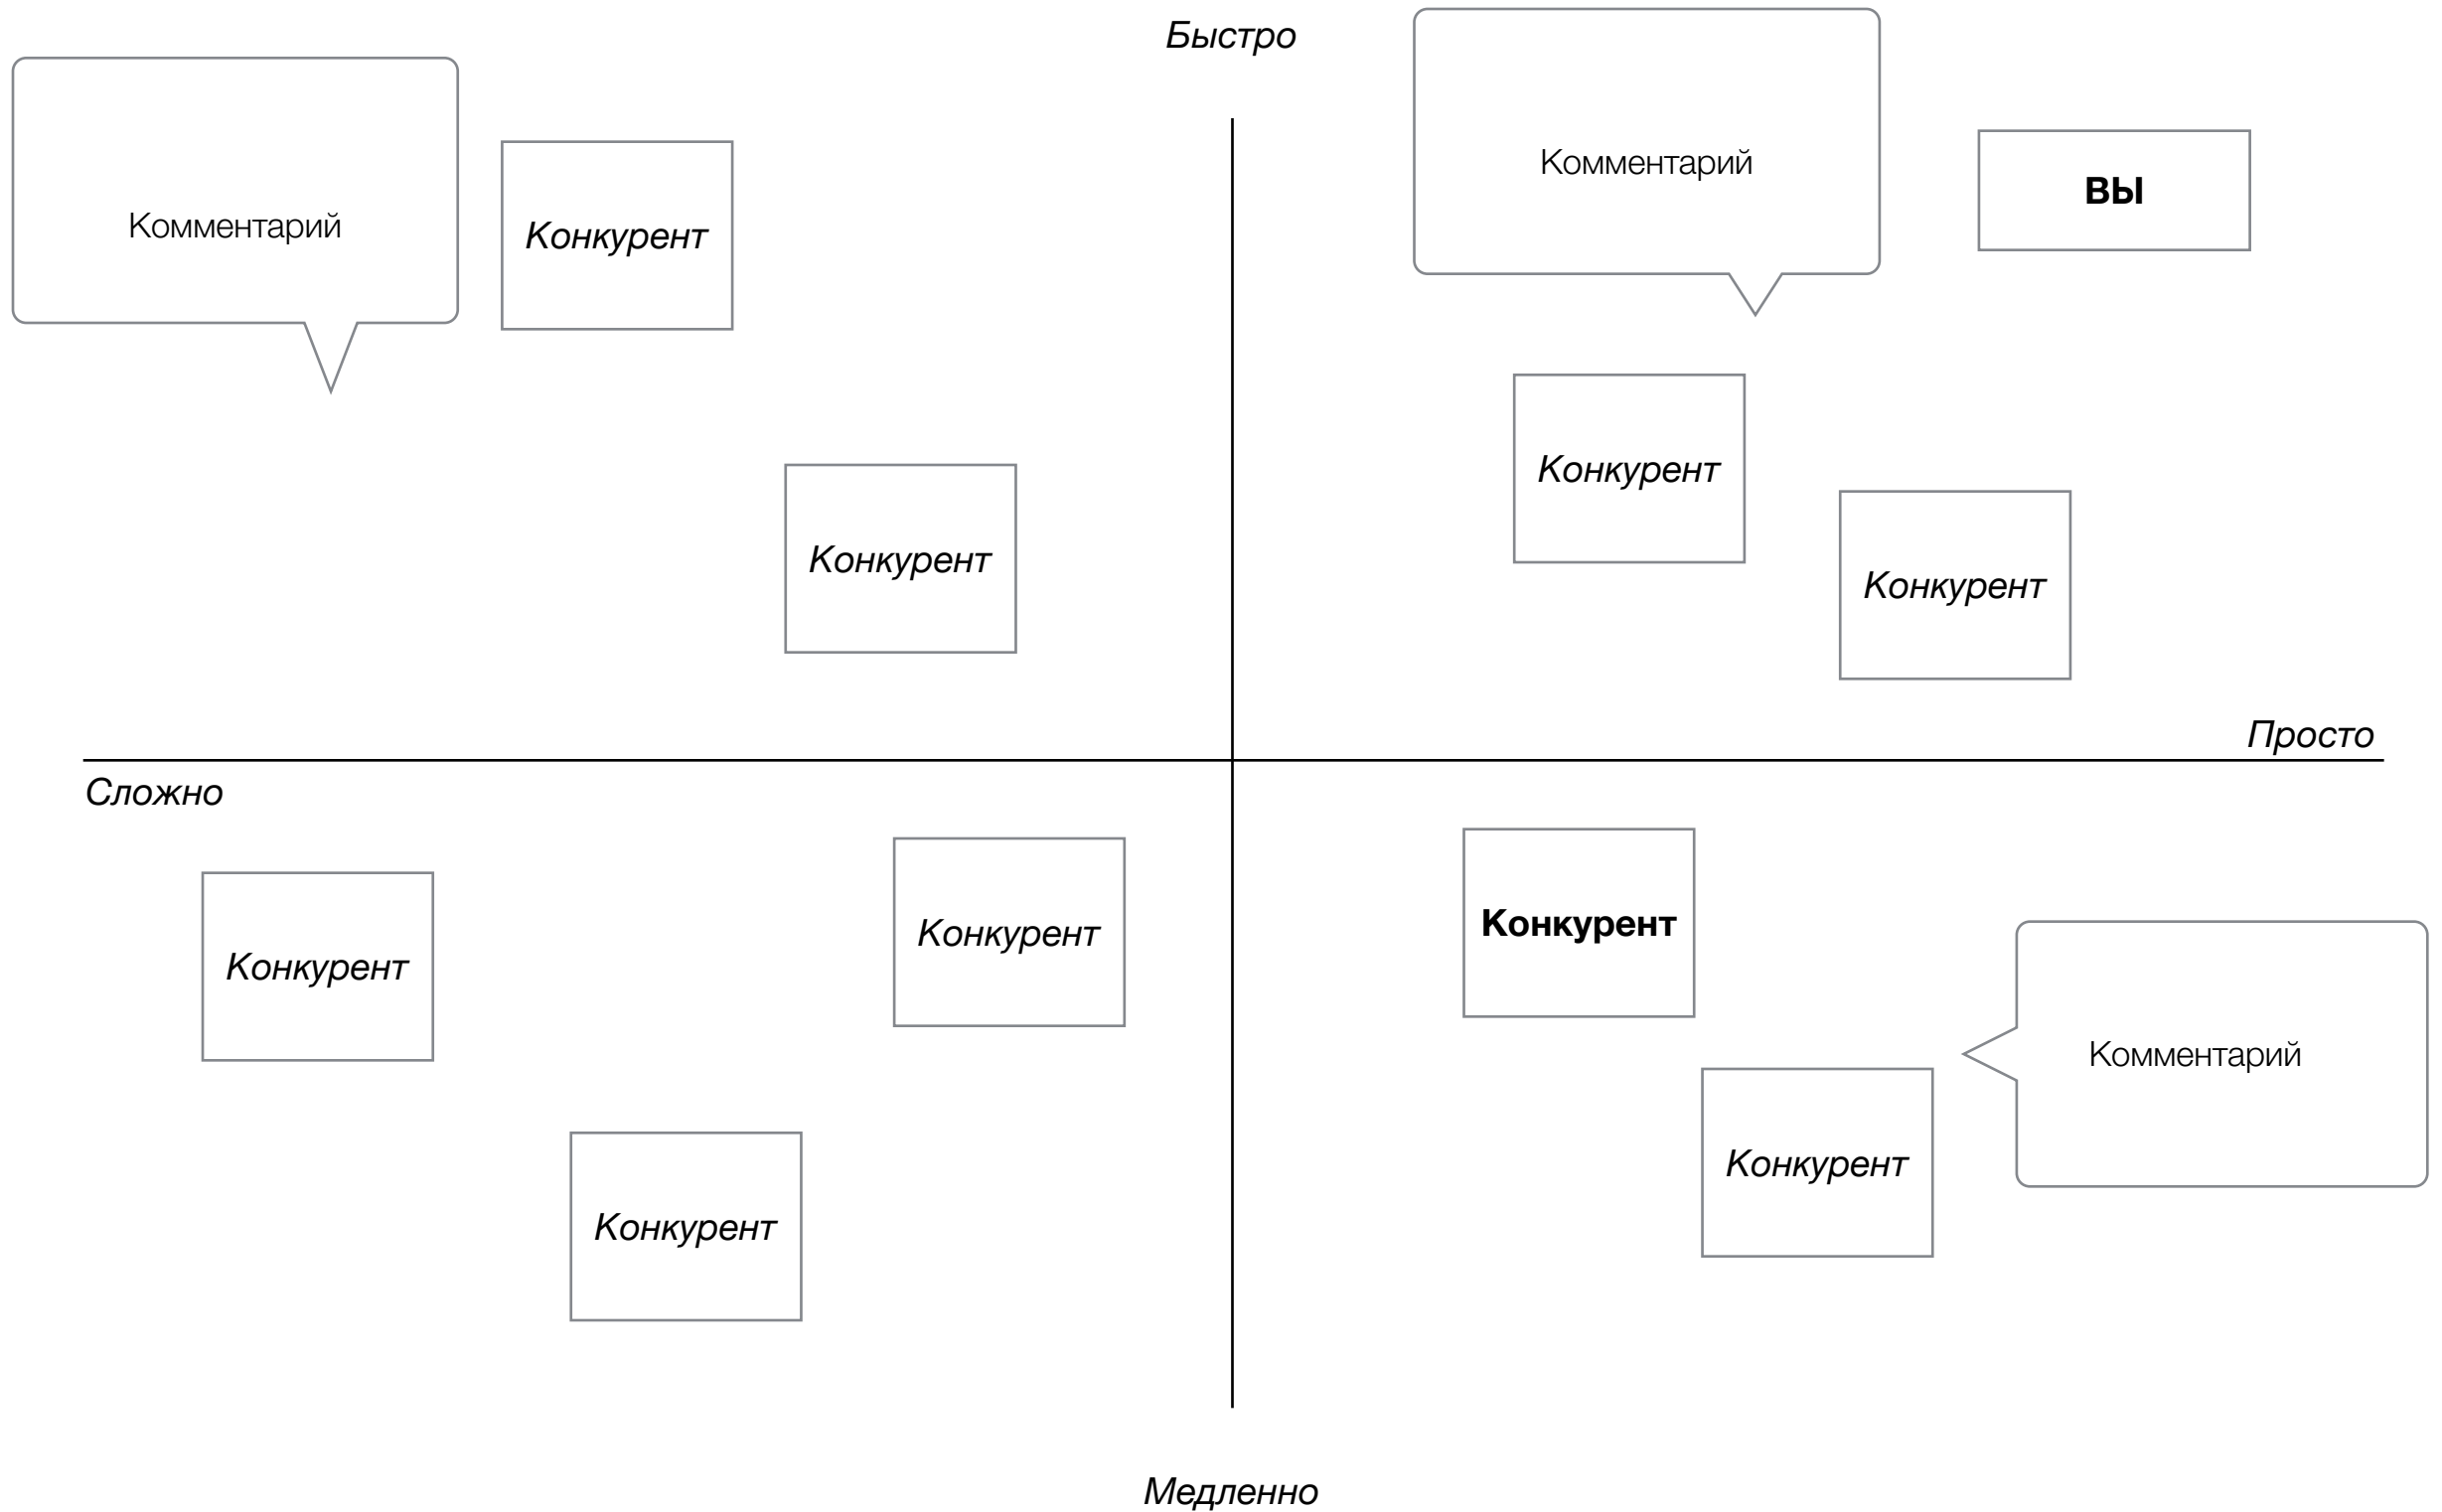 Быстро
Комментарий
ВЫ
Комментарий
Конкурент
Конкурент
Конкурент
Конкурент
Просто
Сложно
Конкурент
Конкурент
Конкурент
Комментарий
Конкурент
Конкурент
Медленно